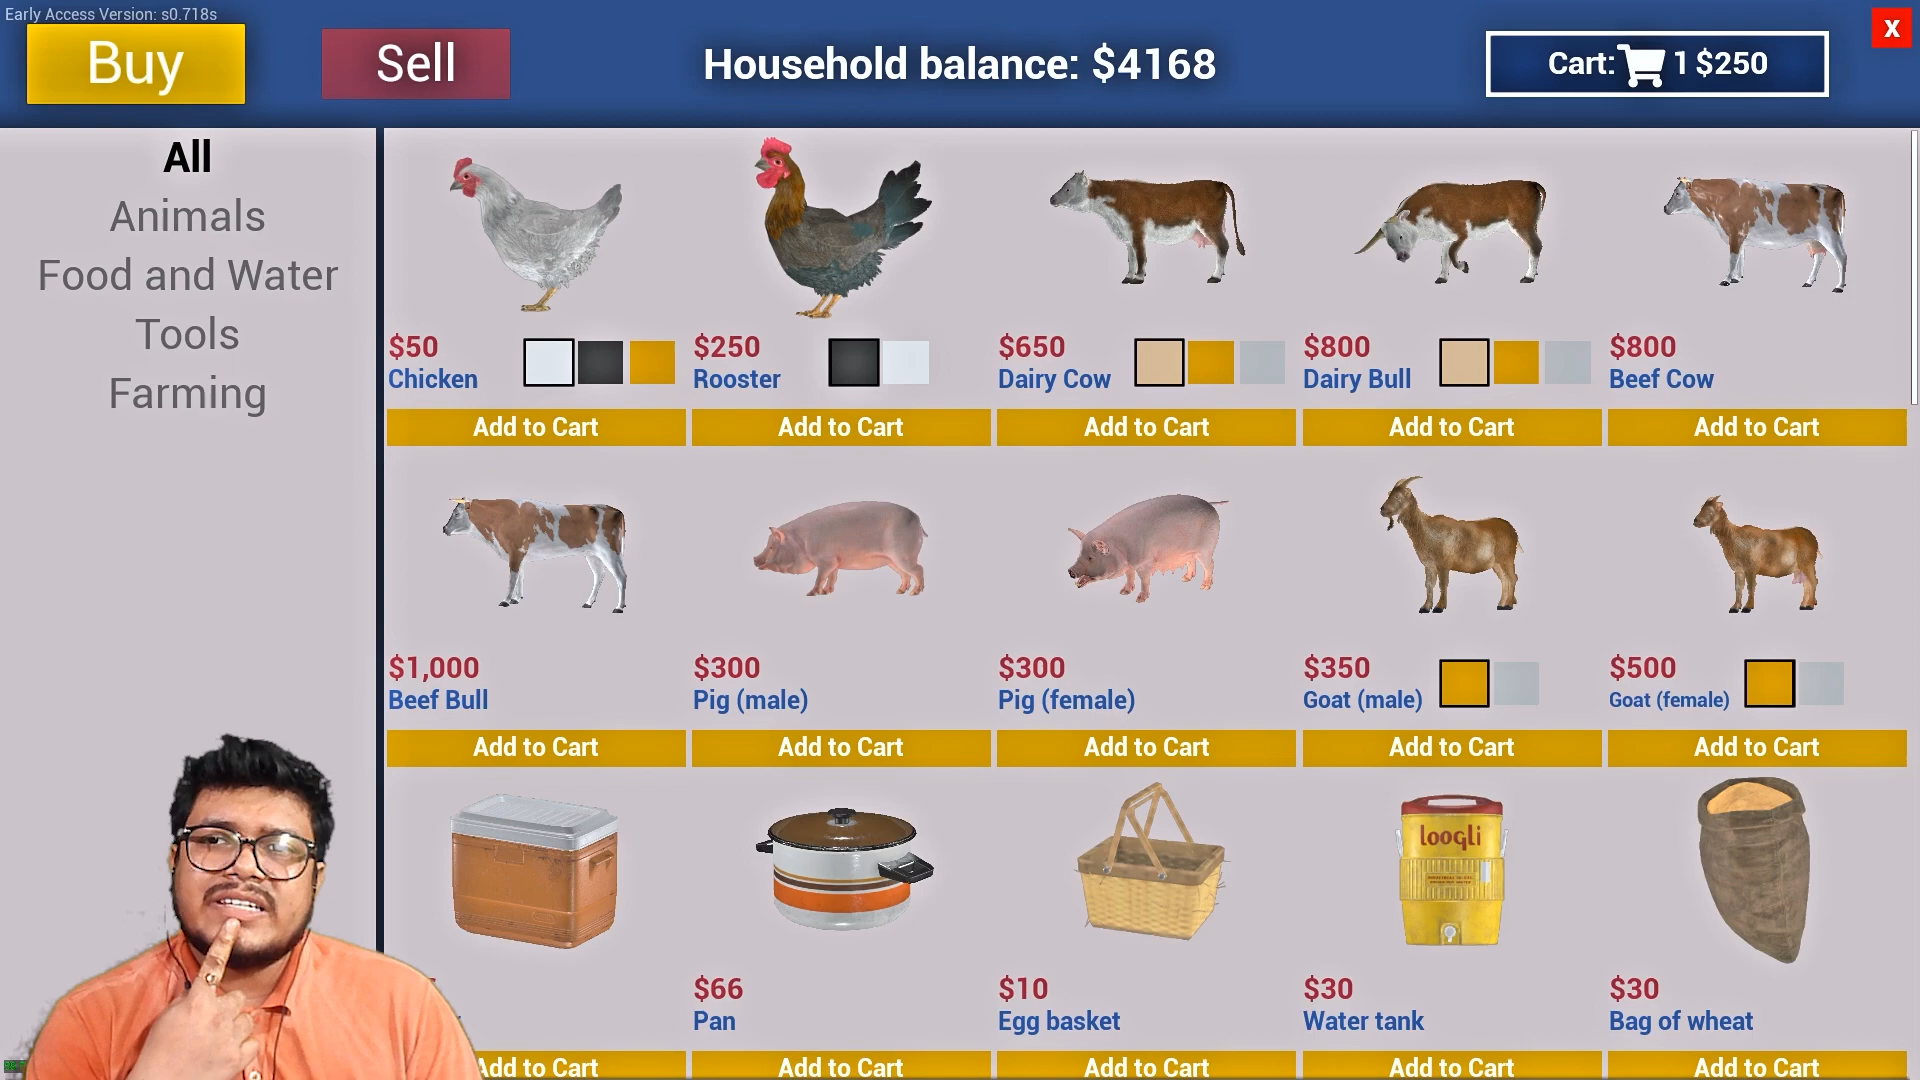 Early Access Version: s0.718s
Buy
Sell
Household balance: $4168
Cart: 1 $250
X
All
Animals
Food and Water
Tools
Farming
$50
Chicken
$250
Rooster
$650
Dairy Cow
$800
Dairy Bull
$800
Beef Cow
Add to Cart
Add to Cart
Add to Cart
Add to Cart
Add to Cart
$1,000
Beef Bull
$300
Pig (male)
$300
Pig (female)
$350
Goat (male)
$500
Goat (female)
Add to Cart
Add to Cart
Add to Cart
Add to Cart
Add to Cart
looqli
$66
Pan
$10
Egg basket
$30
Water tank
$30
Bag of wheat
Add to Cart
Add to Cart
Add to Cart
Add to Cart
Add to Cart